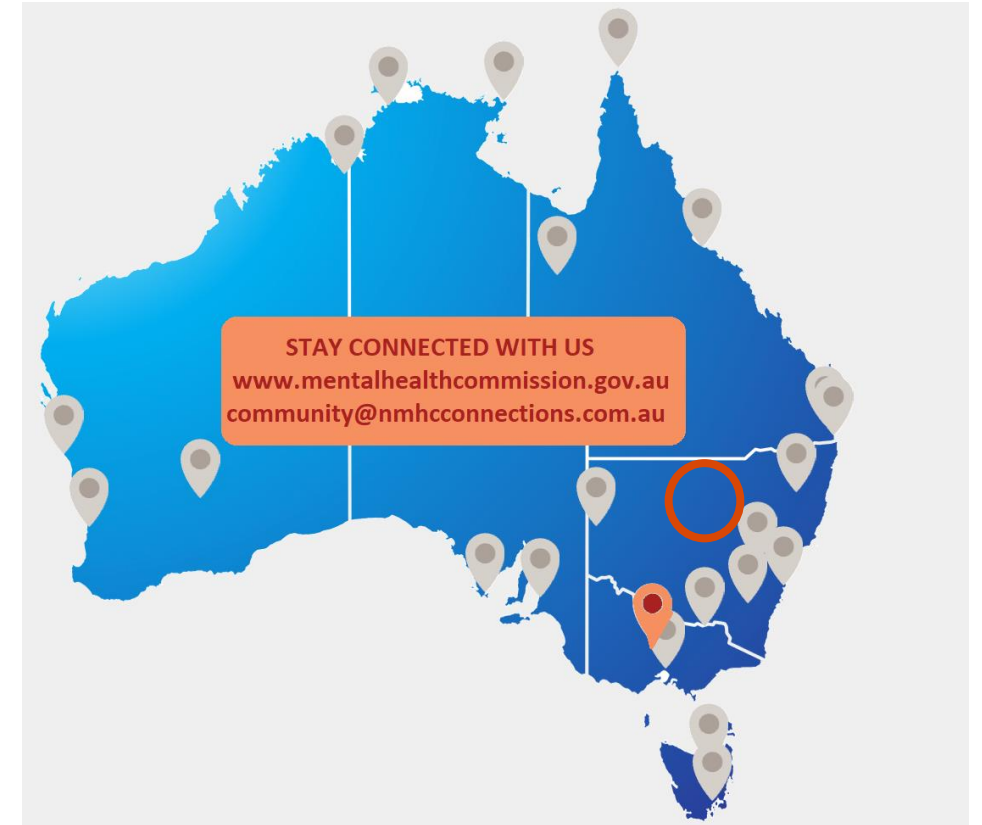 STAY CONNECTED WITH US
www.mentalhealthcommission.gov.au
community@nmhcconnections.com.au